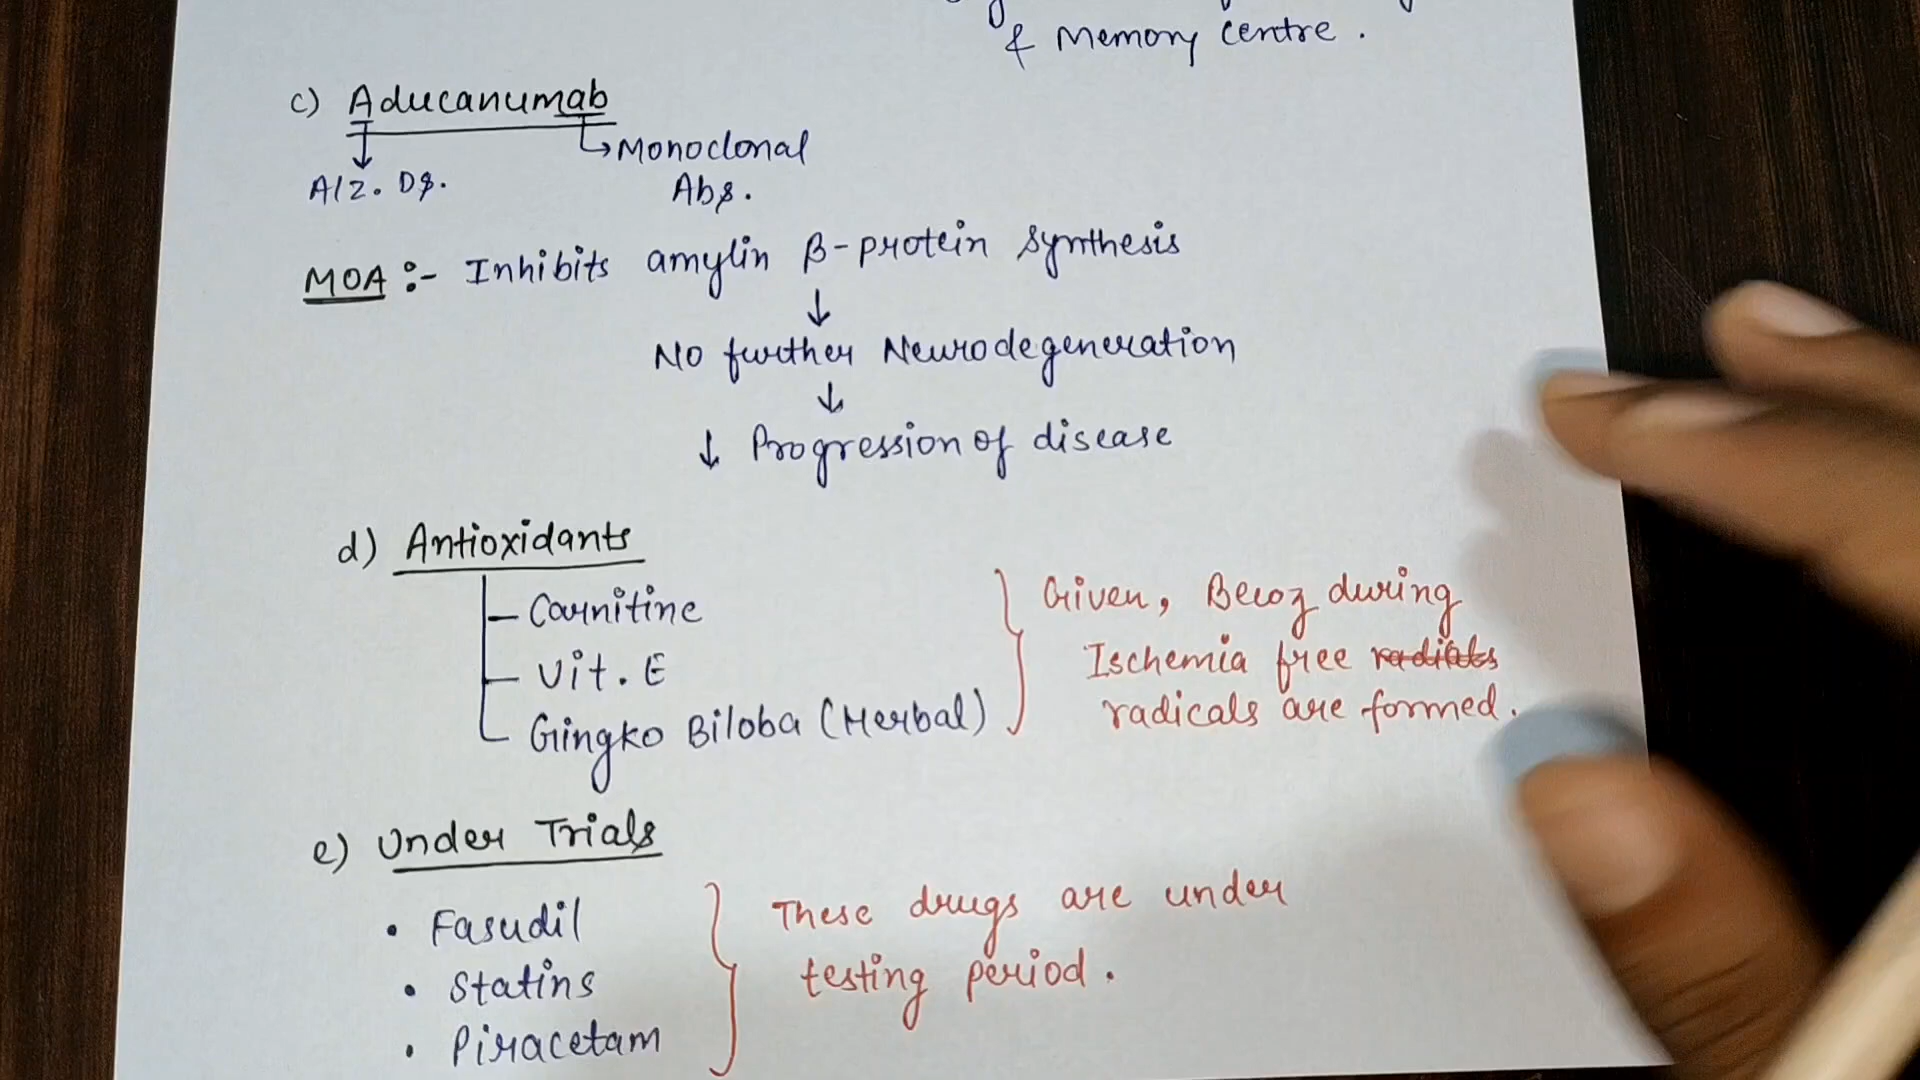 & Memory Centre.
c) Aducanumab
Monoclonal
Alz. Ds.
Abs.
MOA :- Inhibits amylin β-protein synthesis
↓
No further Neurodegeneration
↓
↓ Progression of disease
d) Antioxidants
Carnitine
Vit. E
Gingko Biloba (Herbal)
Given, Becoz during
Ischemia free radicals
radicals are formed.
e) Under Trials
• Fasudil
• Statins
• Piracetam
These drugs are under
testing period.